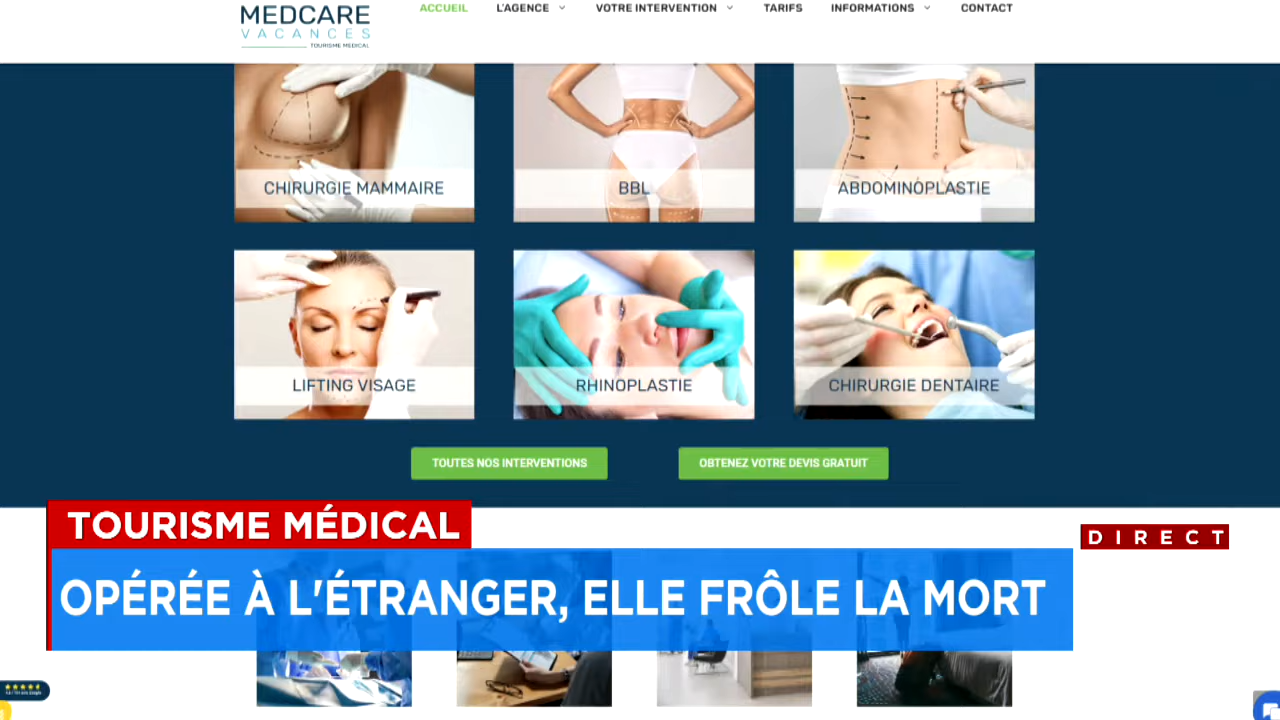 MEDCARE
VACANCES
TOURISME MEDICAL
ACCUEIL L'AGENCE VOTRE INTERVENTION TARIFS INFORMATIONS CONTACT
CHIRURGIE MAMMAIRE BBL ABDOMINOPLASTIE
LIFTING VISAGE RHINOPLASTIE CHIRURGIE DENTAIRE
TOUTES NOS INTERVENTIONS OBTENEZ VOTRE DEVIS GRATUIT
TOURISME MÉDICAL
DIRECT
OPÉRÉE À L'ÉTRANGER, ELLE FRÔLE LA MORT